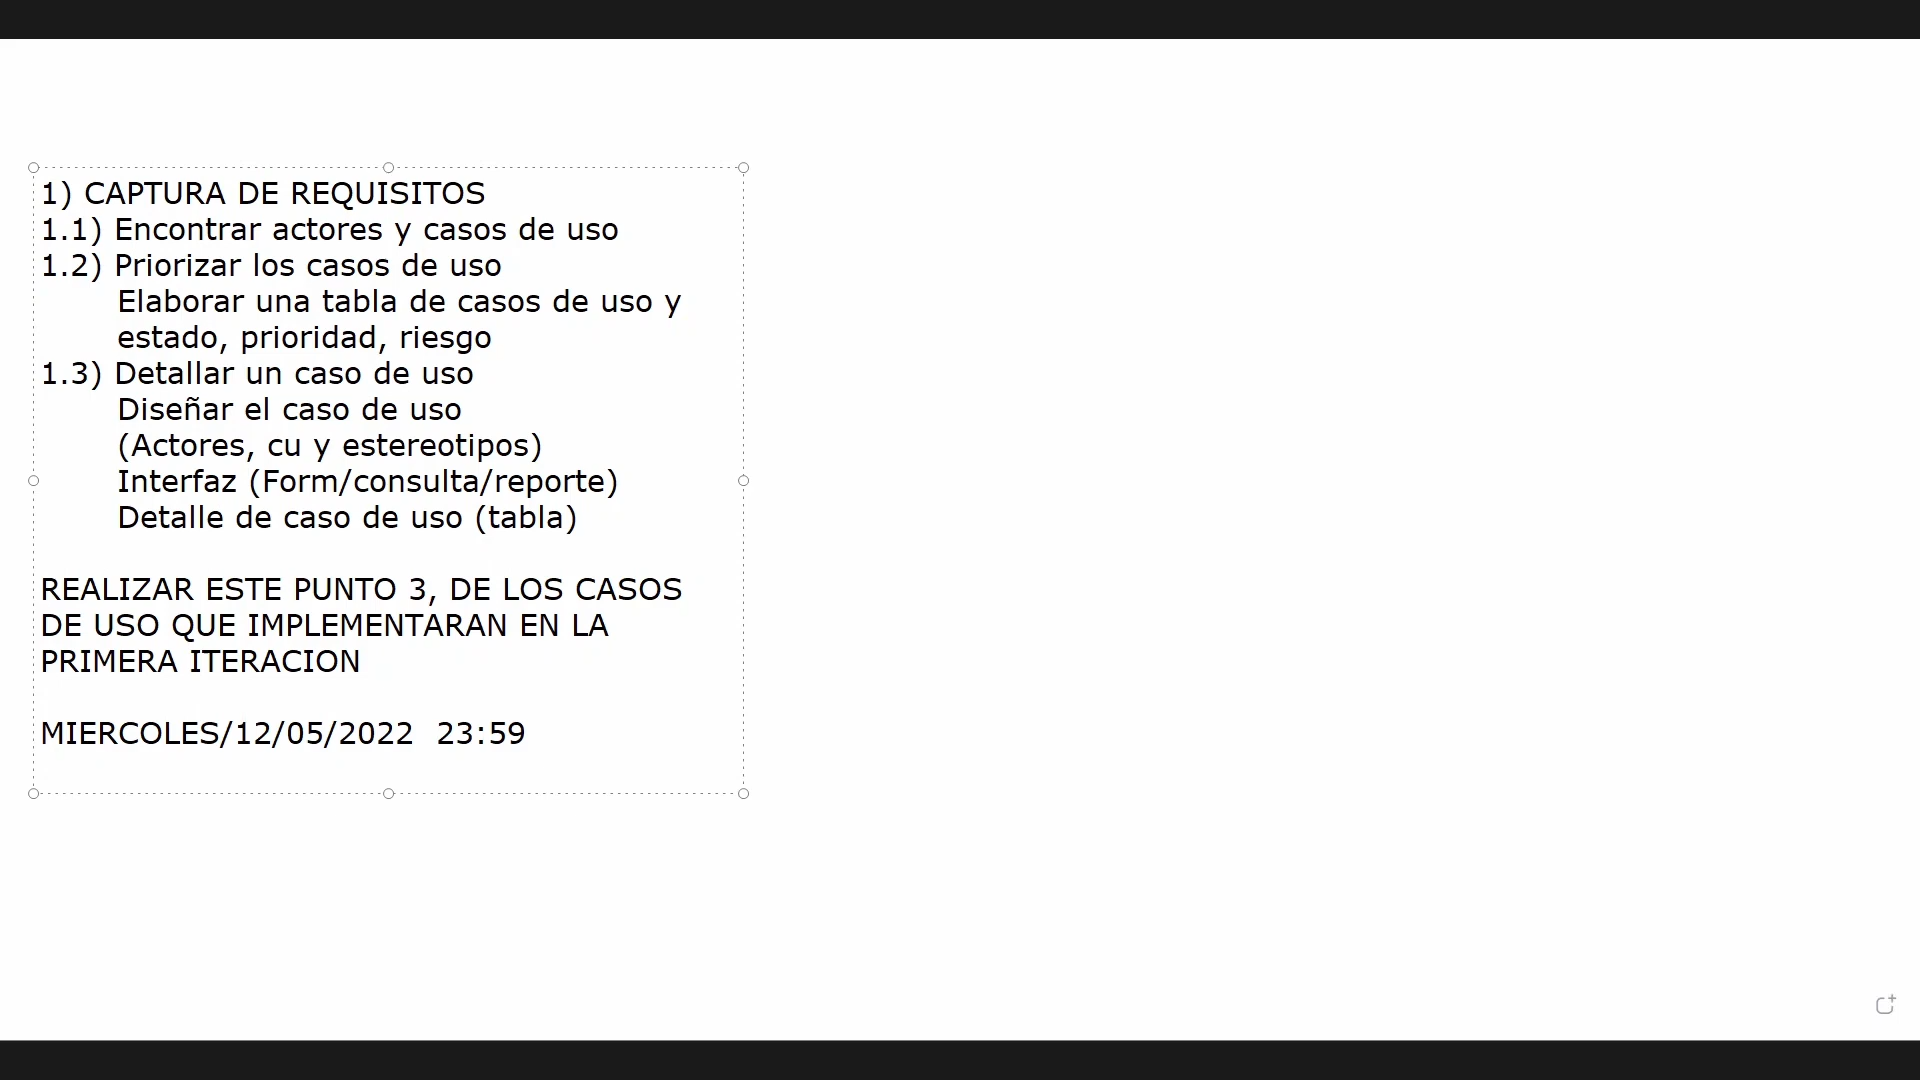 1) CAPTURA DE REQUISITOS
1.1) Encontrar actores y casos de uso
1.2) Priorizar los casos de uso
Elaborar una tabla de casos de uso y
estado, prioridad, riesgo
1.3) Detallar un caso de uso
Diseñar el caso de uso
(Actores, cu y estereotipos)
Interfaz (Form/consulta/reporte)
Detalle de caso de uso (tabla)
REALIZAR ESTE PUNTO 3, DE LOS CASOS
DE USO QUE IMPLEMENTARAN EN LA
PRIMERA ITERACION
MIERCOLES/12/05/2022  23:59